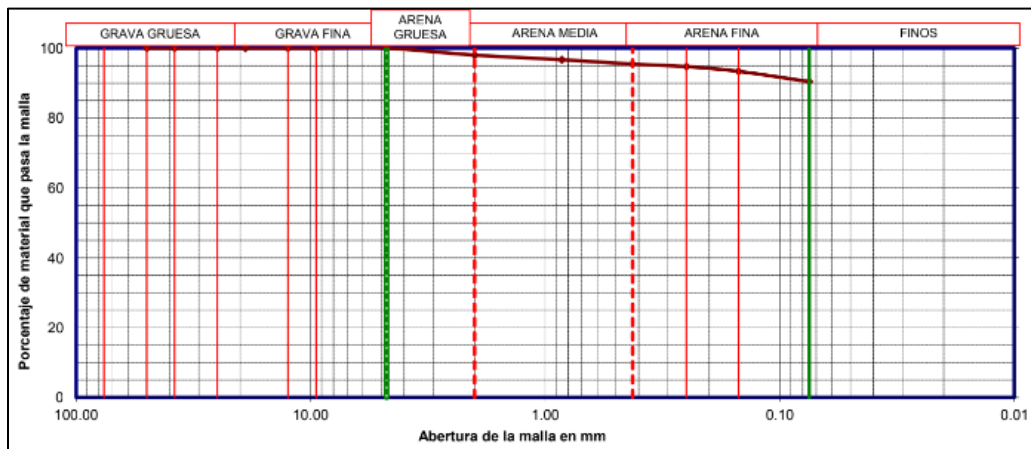 GRAVA GRUESA GRAVA FINA ARENA GRUESA ARENA MEDIA ARENA FINA FINOS
Porcentaje de material que pasa la malla
100
80
60
40
20
0
100.00 10.00 1.00 0.10 0.01
Abertura de la malla en mm